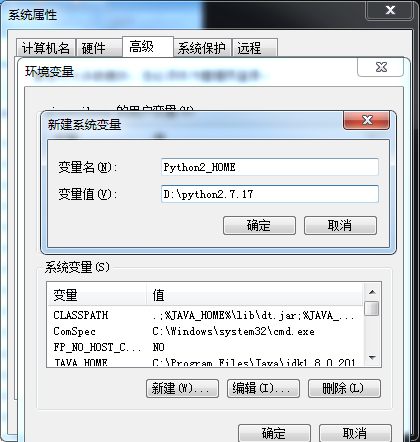 系统属性
计算机名 硬件 高级 系统保护 远程
环境变量
的用户变量(U)
新建系统变量
变量名(N): Python2_HOME
变量值(V): D:\python2.7.17
确定 取消
系统变量(S)
变量 值
CLASSPATH .;%JAVA_HOME%\lib\dt.jar;%JAVA_...
ComSpec C:\Windows\system32\cmd.exe
FP_NO_HOST_C... NO
JAVA_HOME C:\Program Files\Java\jdk1.8.0_201
新建(W)... 编辑(I)... 删除(L)
确定 取消